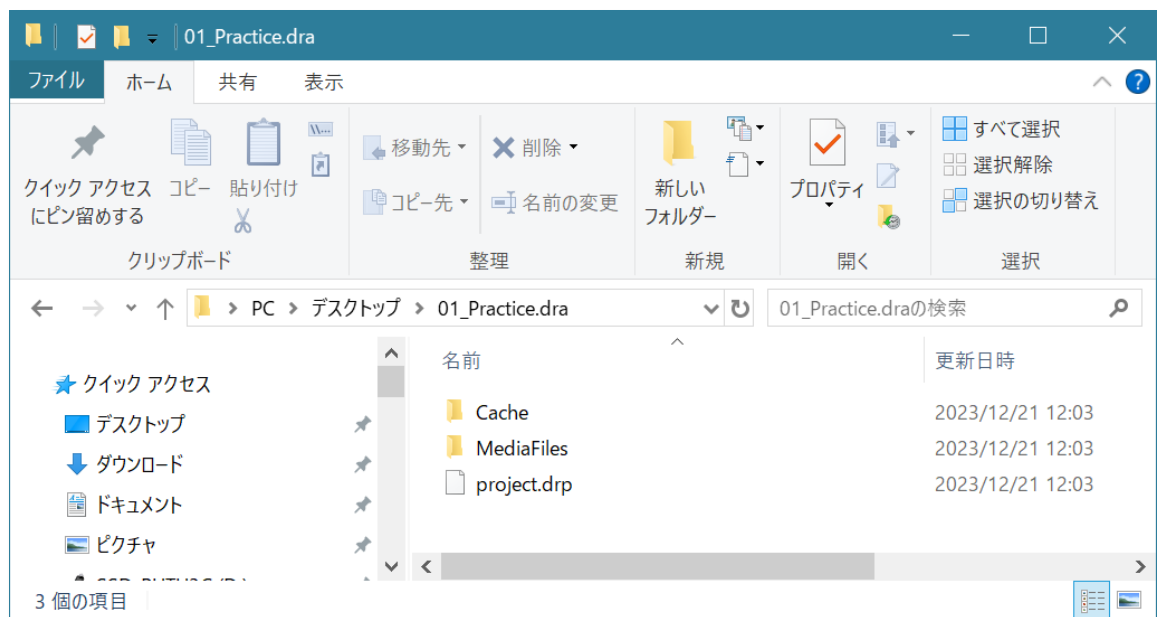 01_Practice.dra
ファイル ホーム 共有 表示
クイック アクセス
にピン留めする
コピー
貼り付け
移動先
コピー先
削除
名前の変更
新しい
フォルダー
プロパティ
すべて選択
選択解除
選択の切り替え
クリップボード 整理 新規 開く 選択
PC > デスクトップ > 01_Practice.dra
01_Practice.draの検索
クイック アクセス
デスクトップ
ダウンロード
ドキュメント
ピクチャ
名前 更新日時
Cache 2023/12/21 12:03
MediaFiles 2023/12/21 12:03
project.drp 2023/12/21 12:03
3 個の項目